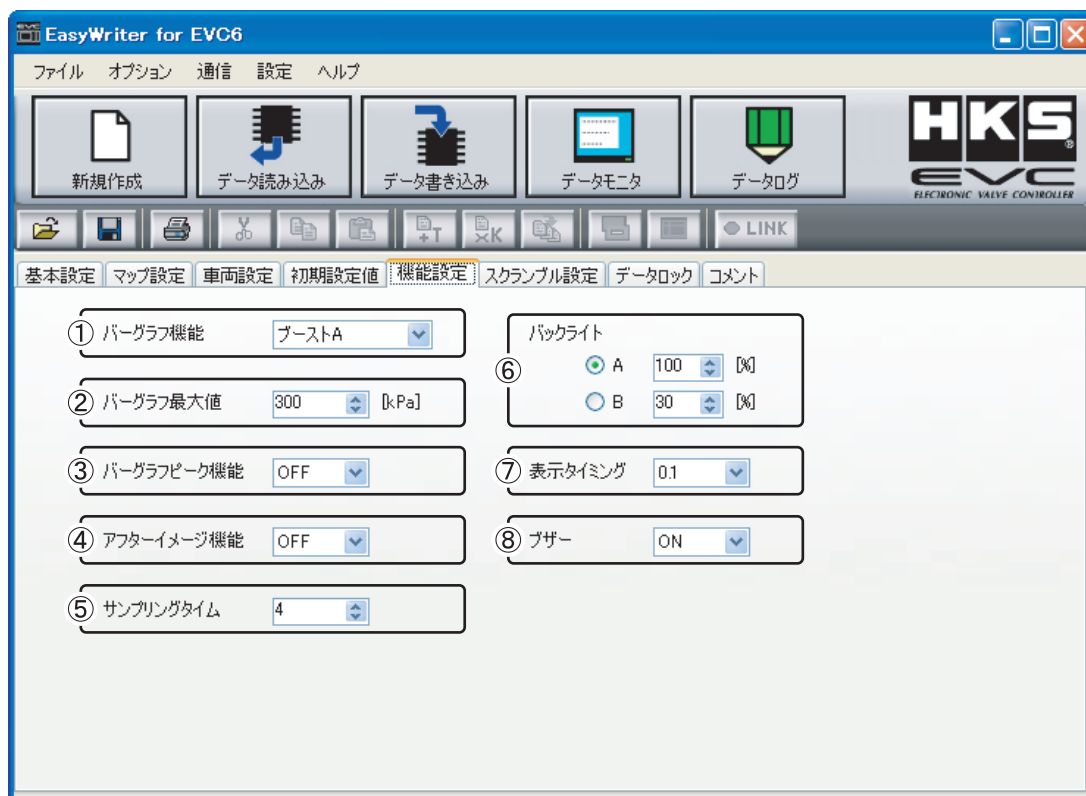 EasyWriter for EVC6
ファイル オプション 通信 設定 ヘルプ
新規作成 データ読み込み データ書き込み データモニタ データログ
HKS
EVC
ELECTRONIC VALVE CONTROLLER
+T ×K LINK
基本設定 マップ設定 車両設定 初期設定値 機能設定 スクランブル設定 データロック コメント
① バーグラフ機能 ブーストA
② バーグラフ最大値 300 [kPa]
③ バーグラフピーク機能 OFF
④ アフターイメージ機能 OFF
⑤ サンプリングタイム 4
⑥ バックライト
A 100 [%]
B 30 [%]
⑦ 表示タイミング 0.1
⑧ ブザー ON